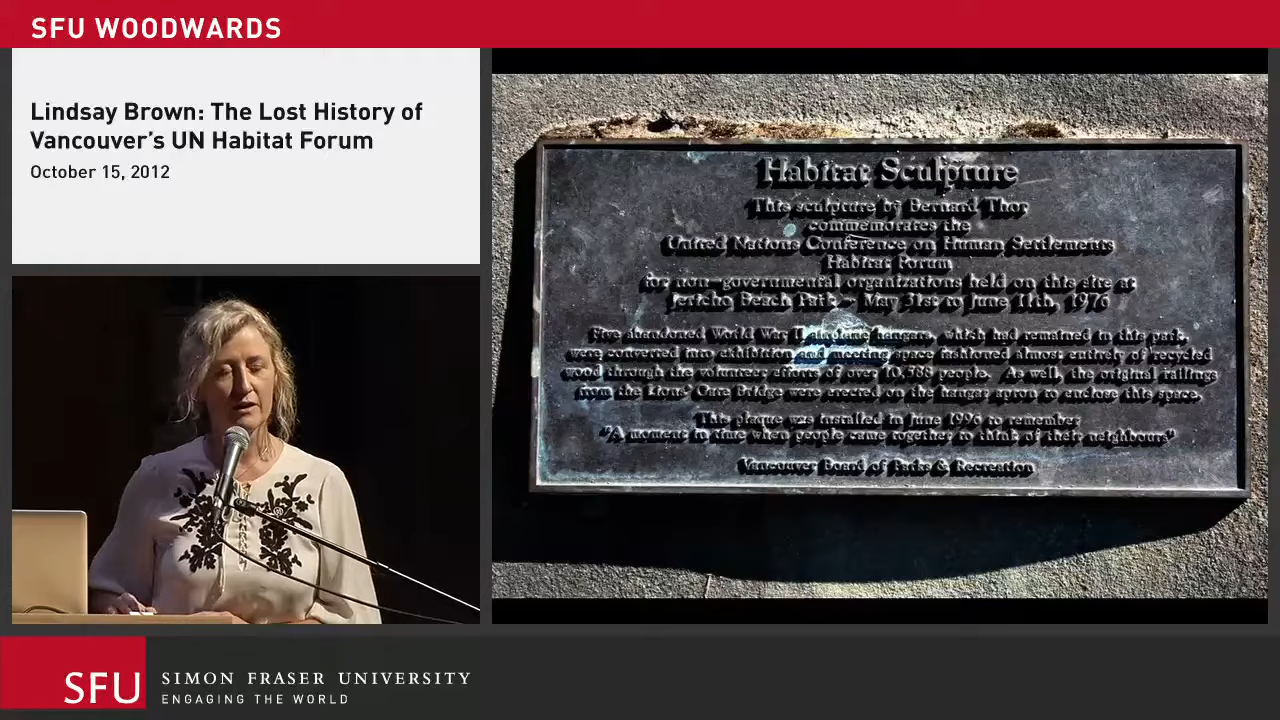 SFU WOODWARDS
Lindsay Brown: The Lost History of
Vancouver's UN Habitat Forum
October 15, 2012
Habitat Sculpture
This sculpture by Bernard Thor
commemorates the
United Nations Conference on Human Settlements
Habitat Forum
for non-governmental organizations held on this site at
Jericho Beach Park – May 31st to June 11th, 1976
Five abandoned World War II airplane hangars, which had remained in this park,
were converted into exhibition and meeting space fashioned almost entirely of recycled
wood through the volunteer efforts of over people. As well, the original railings
from the Lions' Gate Bridge were erected on the hangar apron to enclose this space.
This plaque was installed in June 1996 to remember
"A moment in time when people came together to think of their neighbours"
Vancouver Board of Parks & Recreation
SFU
SIMON FRASER UNIVERSITY
ENGAGING THE WORLD